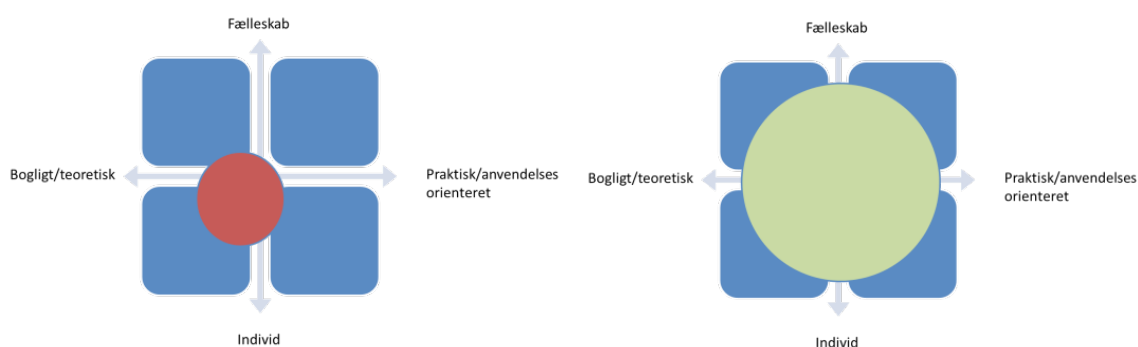 Fælleskab
Bogligt/teoretisk
Praktisk/anvendelses
orienteret
Individ
Fælleskab
Bogligt/teoretisk
Praktisk/anvendelses
orienteret
Individ